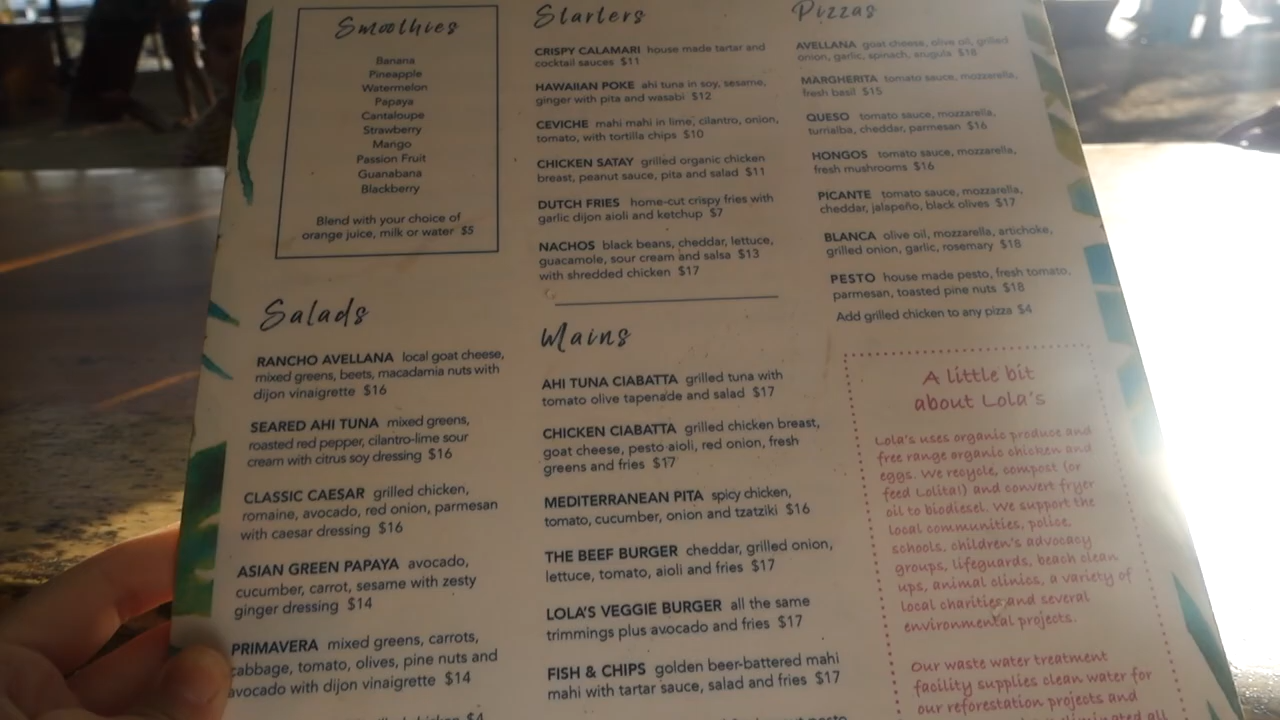 Smoothies
Banana
Pineapple
Watermelon
Papaya
Cantaloupe
Strawberry
Mango
Passion Fruit
Guanabana
Blackberry
Blend with your choice of
orange juice, milk or water $5
Salads
RANCHO AVELLANA local goat cheese,
mixed greens, beets, macadamia nuts with
dijon vinaigrette $16
SEARED AHI TUNA mixed greens,
roasted red pepper, cilantro-lime sour
cream with citrus soy dressing $16
CLASSIC CAESAR grilled chicken,
romaine, avocado, red onion, parmesan
with caesar dressing $16
ASIAN GREEN PAPAYA avocado,
cucumber, carrot, sesame with zesty
ginger dressing $14
PRIMAVERA mixed greens, carrots,
cabbage, tomato, olives, pine nuts and
avocado with dijon vinaigrette $14
chicken $4
Starters
CRISPY CALAMARI house made tartar and
cocktail sauces $11
HAWAIIAN POKE ahi tuna in soy, sesame,
ginger with pita and wasabi $12
CEVICHE mahi mahi in lime, cilantro, onion,
tomato, with tortilla chips $10
CHICKEN SATAY grilled organic chicken
breast, peanut sauce, pita and salad $11
DUTCH FRIES home-cut crispy fries with
garlic dijon aioli and ketchup $7
NACHOS black beans, cheddar, lettuce,
guacamole, sour cream and salsa $13
with shredded chicken $17
Mains
AHI TUNA CIABATTA grilled tuna with
tomato olive tapenade and salad $17
CHICKEN CIABATTA grilled chicken breast,
goat cheese, pesto aioli, red onion, fresh
greens and fries $17
MEDITERRANEAN PITA spicy chicken,
tomato, cucumber, onion and tzatziki $16
THE BEEF BURGER cheddar, grilled onion,
lettuce, tomato, aioli and fries $17
LOLA'S VEGGIE BURGER all the same
trimmings plus avocado and fries $17
FISH & CHIPS golden beer-battered mahi
mahi with tartar sauce, salad and fries $17
Pizzas
AVELLANA goat cheese, olive oil, grilled
onion, garlic, spinach, arugula $18
MARGHERITA tomato sauce, mozzarella,
fresh basil $15
QUESO tomato sauce, mozzarella,
turrialba, cheddar, parmesan $16
HONGOS tomato sauce, mozzarella,
fresh mushrooms $16
PICANTE tomato sauce, mozzarella,
cheddar, jalapeño, black olives $17
BLANCA olive oil, mozzarella, artichoke,
grilled onion, garlic, rosemary $18
PESTO house made pesto, fresh tomato,
parmesan, toasted pine nuts $18
Add grilled chicken to any pizza $4
A little bit
about Lola's
Lola's uses organic produce and
free range organic chicken and
eggs. We recycle, compost (or
feed Lolita!) and convert fryer
oil to biodiesel. We support the
local communities, police,
schools, children's advocacy
groups, lifeguards, beach clean
ups, animal clinics, a variety of
local charities and several
environmental projects.
Our waste water treatment
facility supplies clean water for
our reforestation projects and